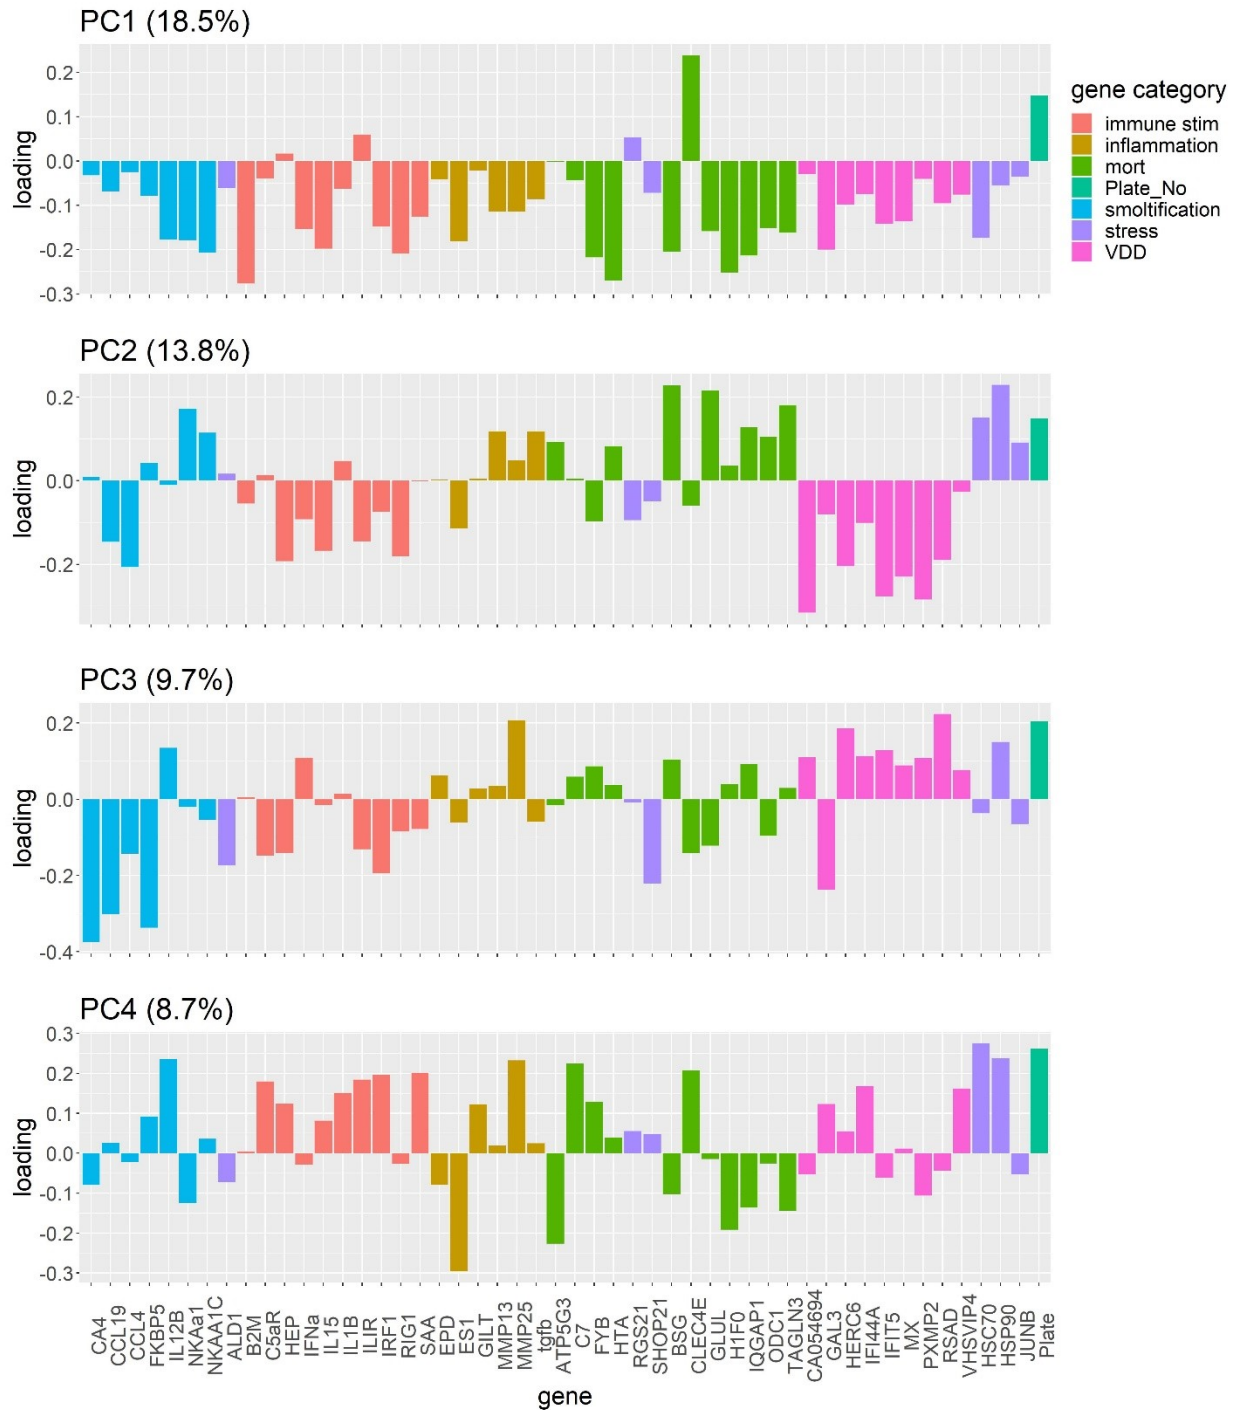 PC1 (18.5%)
0.2
0.1
0.0
-0.1
-0.2
-0.3
loading
gene category
immune stim
inflammation
mort
Plate_No
smoltification
stress
VDD
PC2 (13.8%)
0.2
0.0
-0.2
loading
PC3 (9.7%)
0.2
0.0
-0.2
-0.4
loading
PC4 (8.7%)
0.3
0.2
0.1
0.0
-0.1
-0.2
-0.3
loading
CA4
CCL19
CCL4
FKBP5
IL12B
NKAa1
NKAA1C
ALD1
B2M
C5aR
HEP
IFNa
IL15
IL1B
ILIR
IRF1
RIG1
SAA
EPD
ES1
GILT
MMP13
MMP25
tgfb
ATP5G3
C7
FYB
HTA
RGS21
SHOP21
BSG
CLEC4E
GLUL
H1F0
IQGAP1
ODC1
TAGLN3
CA054694
GAL3
HERC6
IFI44A
IFIT5
MX
PXMP2
RSAD
VHSVIP4
HSC70
HSP90
JUNB
Plate
gene